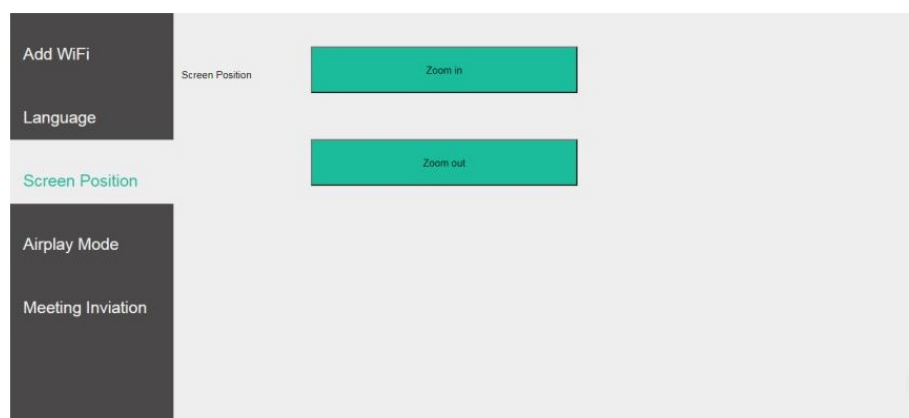 Add WiFi
Language
Screen Position
Airplay Mode
Meeting Inviation
Screen Position
Zoom in
Zoom out